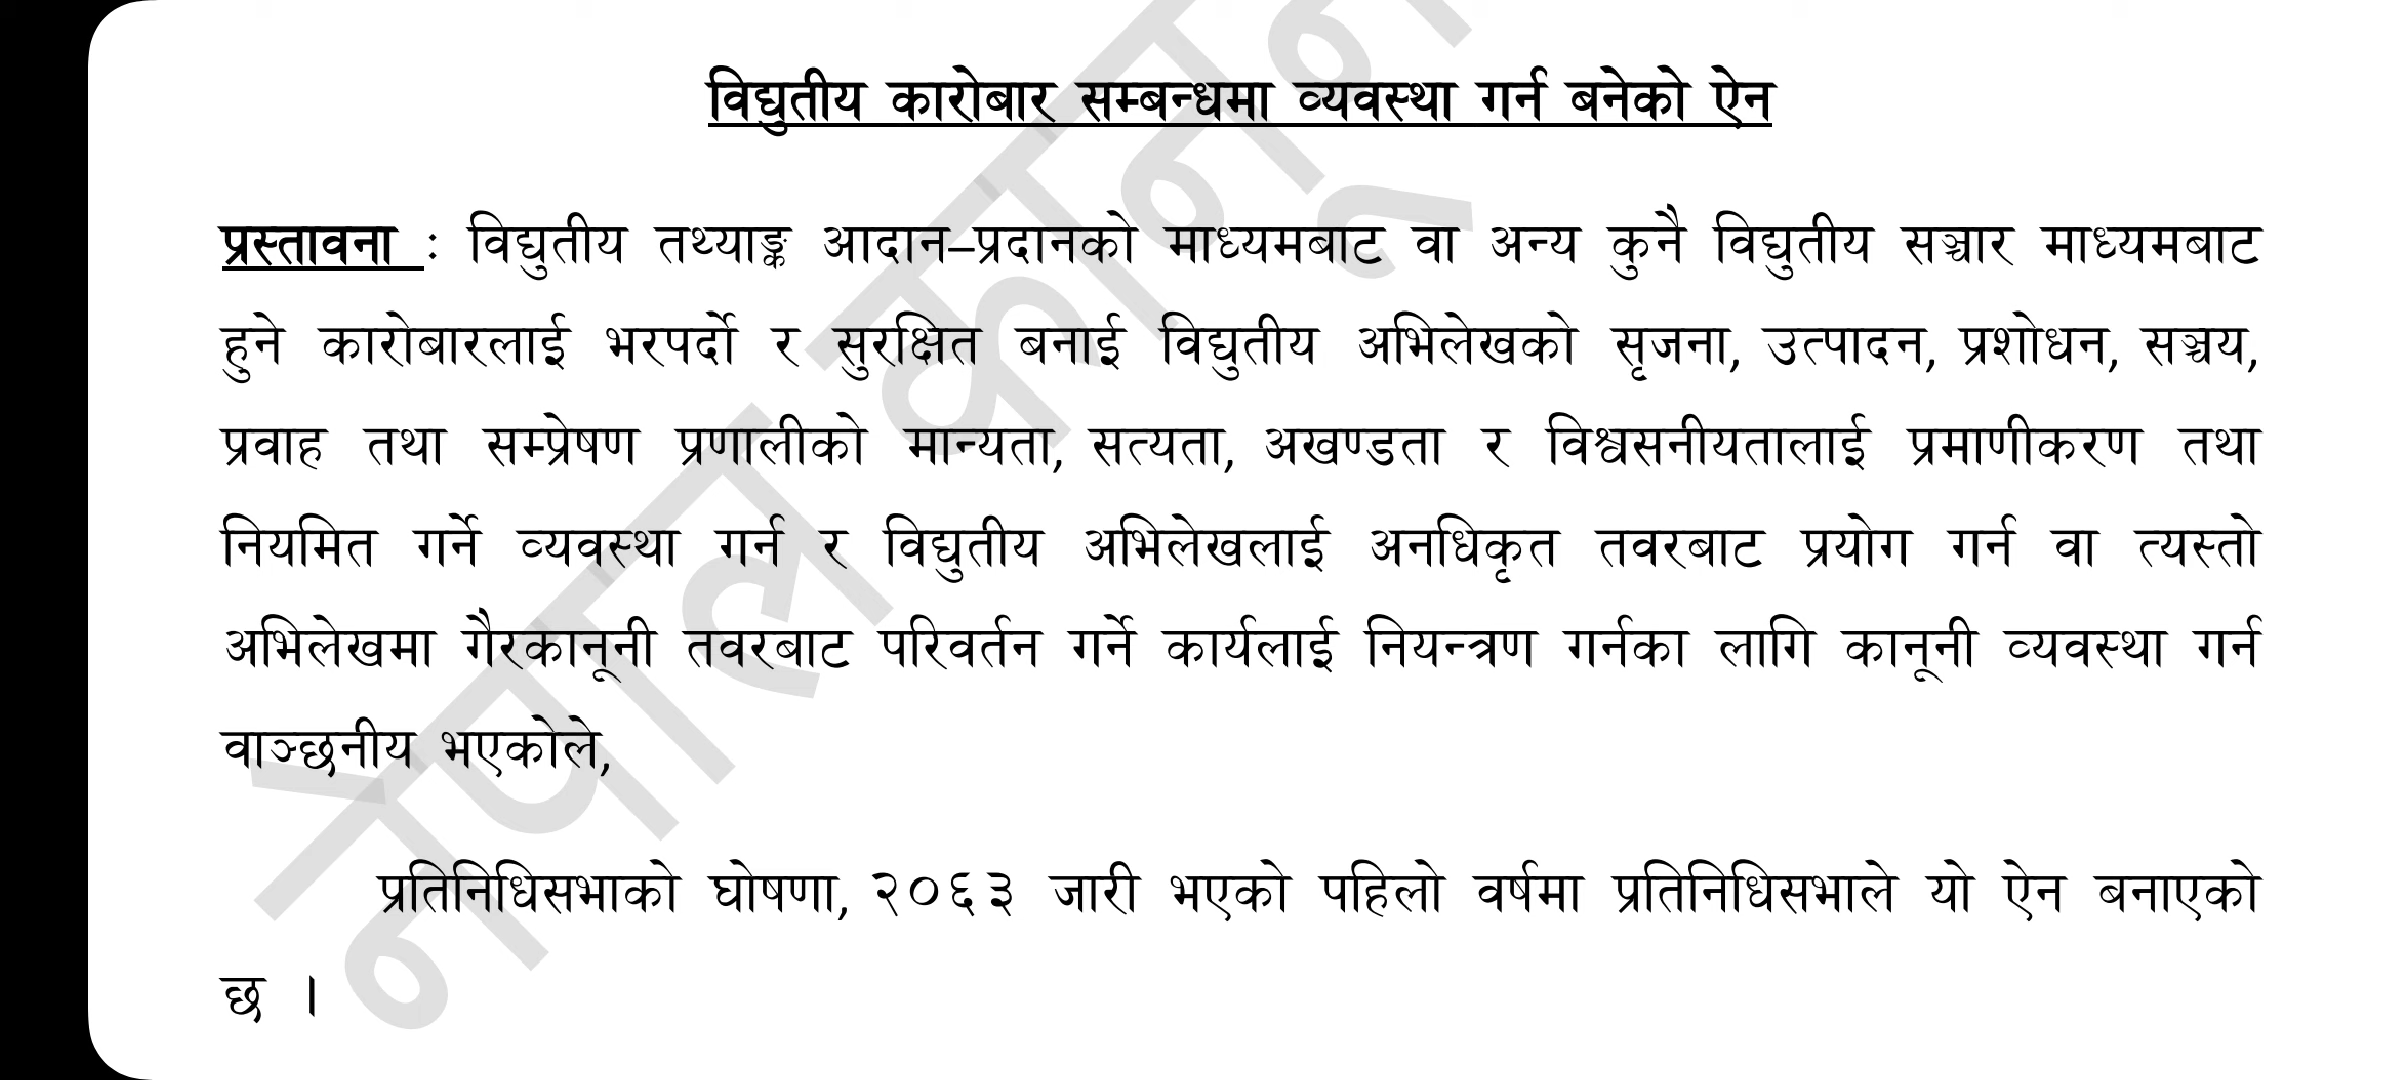 विद्युतीय कारोबार सम्बन्धमा व्यवस्था गर्न बनेको ऐन
प्रस्तावना : विद्युतीय तथ्याङ्क आदान–प्रदानको माध्यमबाट वा अन्य कुनै विद्युतीय सञ्चार माध्यमबाट
हुने कारोबारलाई भरपर्दो र सुरक्षित बनाई विद्युतीय अभिलेखको सृजना, उत्पादन, प्रशोधन, सञ्चय,
प्रवाह तथा सम्प्रेषण प्रणालीको मान्यता, सत्यता, अखण्डता र विश्वसनीयतालाई प्रमाणीकरण तथा
नियमित गर्ने व्यवस्था गर्न र विद्युतीय अभिलेखलाई अनधिकृत तवरबाट प्रयोग गर्न वा त्यस्तो
अभिलेखमा गैरकानूनी तवरबाट परिवर्तन गर्ने कार्यलाई नियन्त्रण गर्नका लागि कानूनी व्यवस्था गर्न
वाञ्छनीय भएकोले,
प्रतिनिधिसभाको घोषणा, २०६३ जारी भएको पहिलो वर्षमा प्रतिनिधिसभाले यो ऐन बनाएको
छ ।
नेपाल कानून